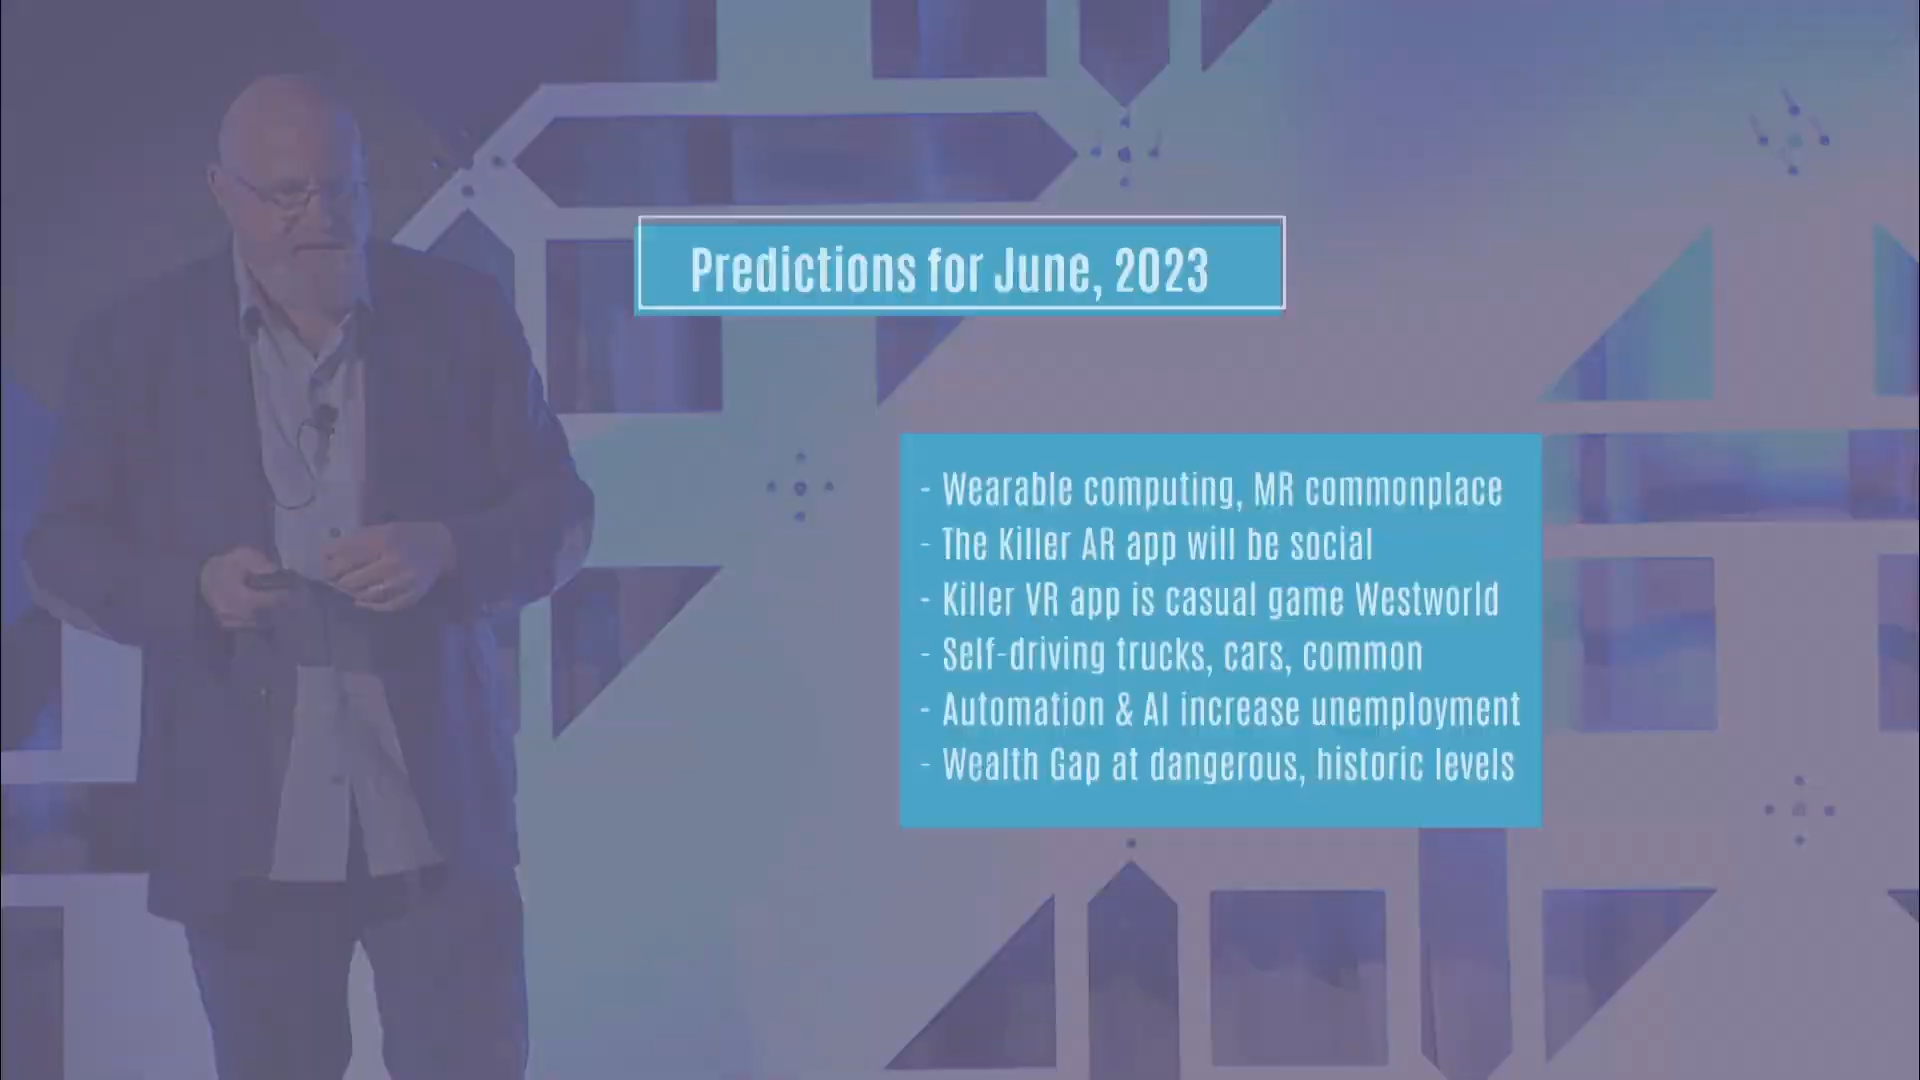 Predictions for June, 2023
- Wearable computing, MR commonplace
- The Killer AR app will be social
- Killer VR app is casual game Westworld
- Self-driving trucks, cars, common
- Automation & AI increase unemployment
- Wealth Gap at dangerous, historic levels